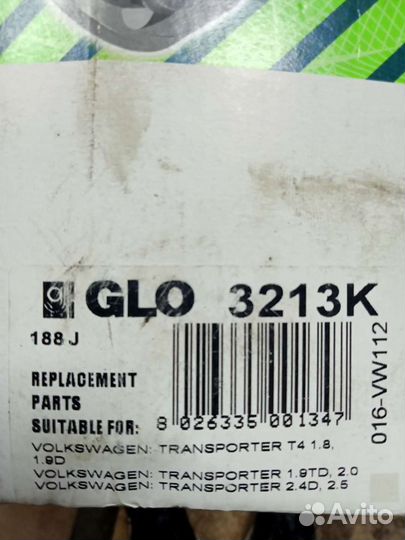 GLO 3213K
188J
REPLACEMENT
PARTS
SUITABLE FOR:
8 026335 001347
016-VW112
VOLKSWAGEN: TRANSPORTER T4 1.8,
1.9D
VOLKSWAGEN: TRANSPORTER 1.9TD, 2.0
VOLKSWAGEN: TRANSPORTER 2.4D, 2.5
Avito